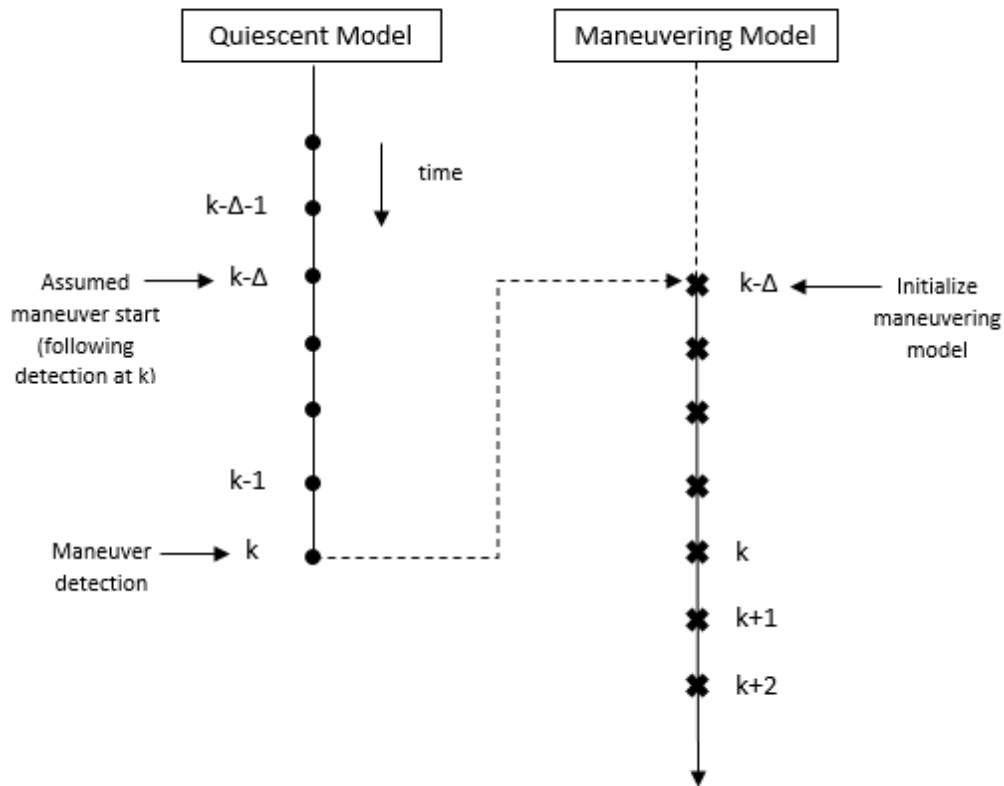 Quiescent Model
Maneuvering Model
time
k-Δ-1
Assumed
maneuver start
(following
detection at k)
k-Δ
k-Δ
Initialize
maneuvering
model
k-1
Maneuver
detection
k
k
k+1
k+2